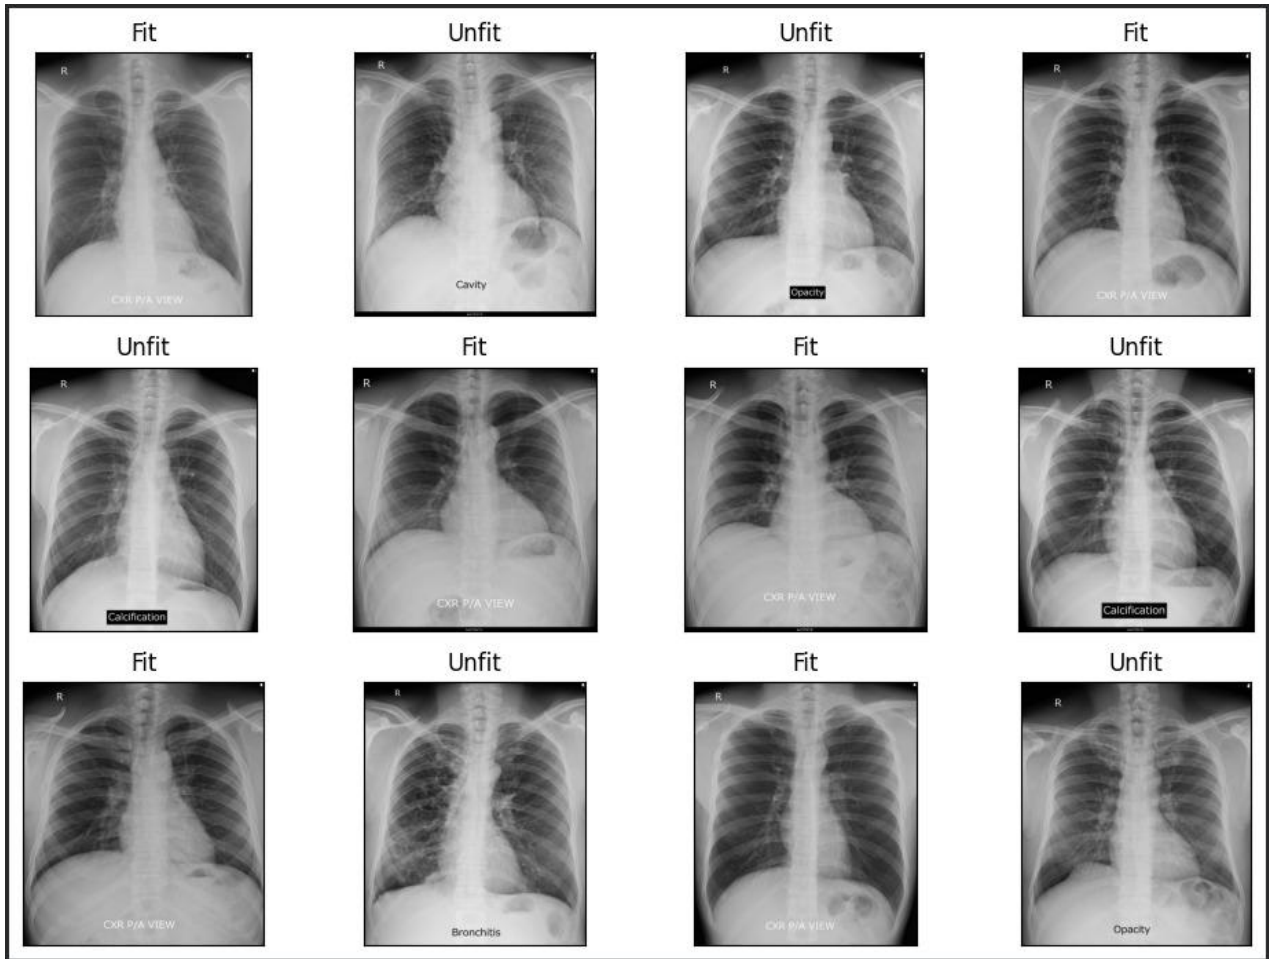 Fit
Unfit
Unfit
Fit
R
R
R
R
CXR P/A VIEW
Cavity
Opacity
CXR P/A VIEW
Unfit
Fit
Fit
Unfit
R
R
R
R
Calcification
CXR P/A VIEW
CXR P/A VIEW
Calcification
Fit
Unfit
Fit
Unfit
R
R
R
R
CXR P/A VIEW
Bronchitis
CXR P/A VIEW
Opacity